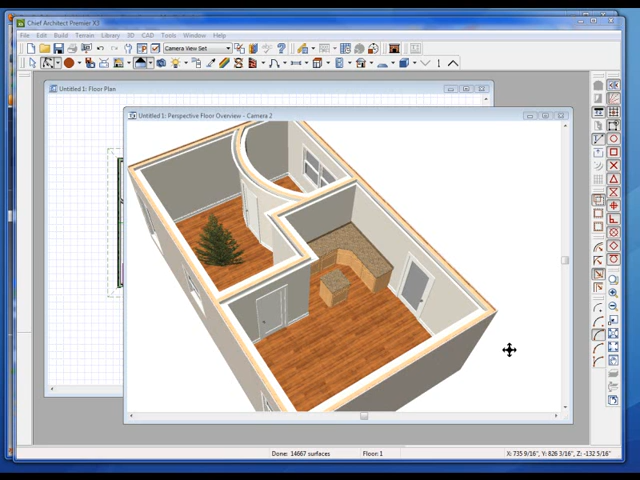 Chief Architect Premier X3
File Edit Build Terrain Library 3D CAD Tools Window Help
Camera View Set
Untitled 1: Floor Plan
Untitled 1: Perspective Floor Overview - Camera 2
Done: 14667 surfaces
Floor: 1
X: 735 9/16", Y: 826 3/16", Z: -132 5/16"